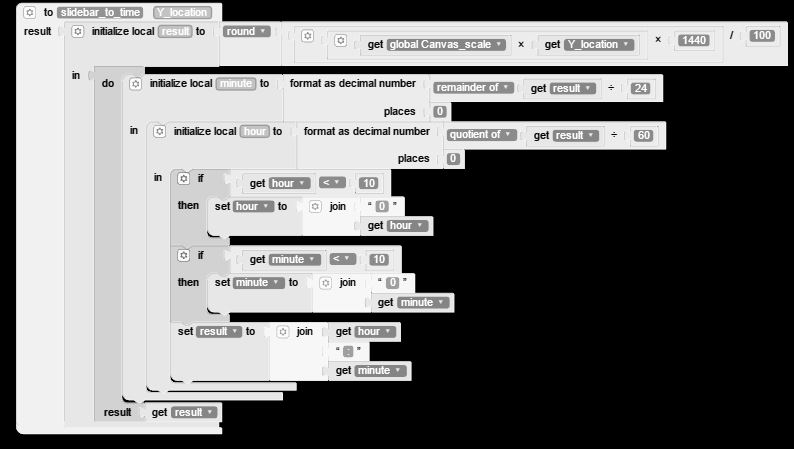 to slidebar_to_time Y_location
result initialize local result to round get global Canvas_scale × get Y_location × 1440 / 100
in do initialize local minute to format as decimal number remainder of get result ÷ 24
places 0
in initialize local hour to format as decimal number quotient of get result ÷ 60
places 0
in if get hour < 10
then set hour to join “ 0 ”
get hour
if get minute < 10
then set minute to join “ 0 ”
get minute
set result to join get hour
“ : ”
get minute
result get result